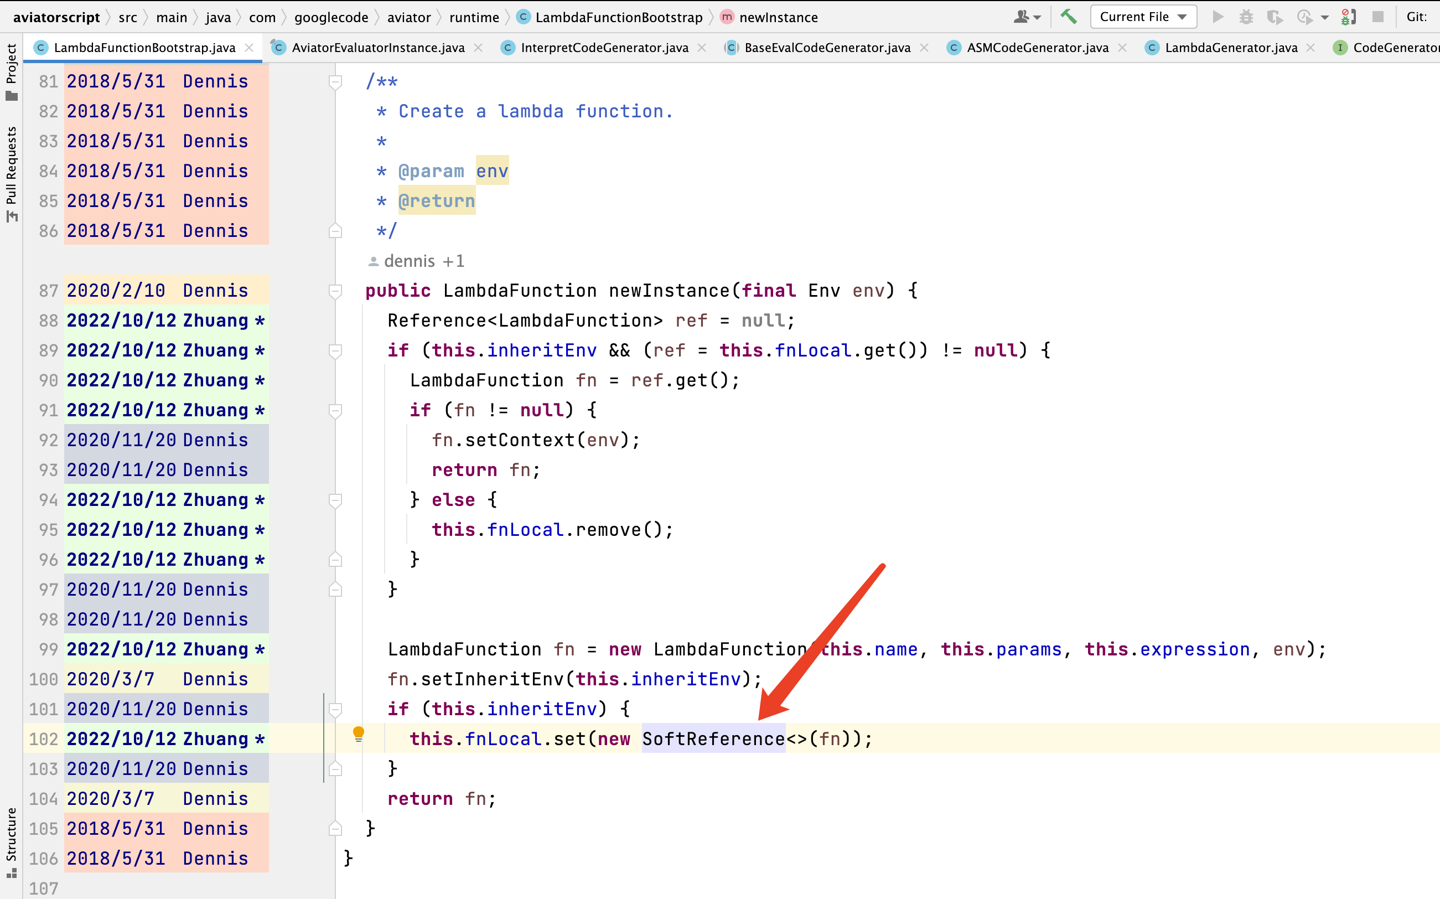 aviatorscript › src › main › java › com › googlecode › aviator › runtime › LambdaFunctionBootstrap › newInstance
Current File
Git:
LambdaFunctionBootstrap.java × AviatorEvaluatorInstance.java × InterpretCodeGenerator.java × BaseEvalCodeGenerator.java × ASMCodeGenerator.java × LambdaGenerator.java × CodeGenerator
Project
Pull Requests
Structure
81 2018/5/31 Dennis /**
82 2018/5/31 Dennis * Create a lambda function.
83 2018/5/31 Dennis *
84 2018/5/31 Dennis * @param env
85 2018/5/31 Dennis * @return
86 2018/5/31 Dennis */
dennis +1
87 2020/2/10 Dennis public LambdaFunction newInstance(final Env env) {
88 2022/10/12 Zhuang * Reference<LambdaFunction> ref = null;
89 2022/10/12 Zhuang * if (this.inheritEnv && (ref = this.fnLocal.get()) != null) {
90 2022/10/12 Zhuang * LambdaFunction fn = ref.get();
91 2022/10/12 Zhuang * if (fn != null) {
92 2020/11/20 Dennis fn.setContext(env);
93 2020/11/20 Dennis return fn;
94 2022/10/12 Zhuang * } else {
95 2022/10/12 Zhuang * this.fnLocal.remove();
96 2022/10/12 Zhuang * }
97 2020/11/20 Dennis }
98 2020/11/20 Dennis
99 2022/10/12 Zhuang * LambdaFunction fn = new LambdaFunction(this.name, this.params, this.expression, env);
100 2020/3/7 Dennis fn.setInheritEnv(this.inheritEnv);
101 2020/11/20 Dennis if (this.inheritEnv) {
102 2022/10/12 Zhuang * this.fnLocal.set(new SoftReference<>(fn));
103 2020/11/20 Dennis }
104 2020/3/7 Dennis return fn;
105 2018/5/31 Dennis }
106 2018/5/31 Dennis }
107